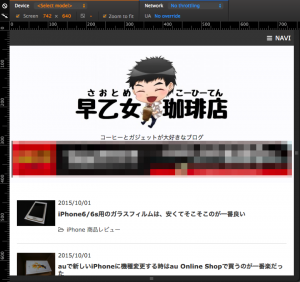 Device <Select model>
Network No throttling
Screen 742 × 640 Zoom to fit
UA No override
NAVI
さおとめ こーひーてん
早乙女 珈琲店
コーヒーとガジェットが大好きなブログ
2015/10/01
iPhone6/6s用のガラスフィルムは、安くてそこそこのが一番良い
iPhone 商品レビュー
2015/10/01
auで新しいiPhoneに機種変更する時はau Online Shopで買うのが一番楽だった